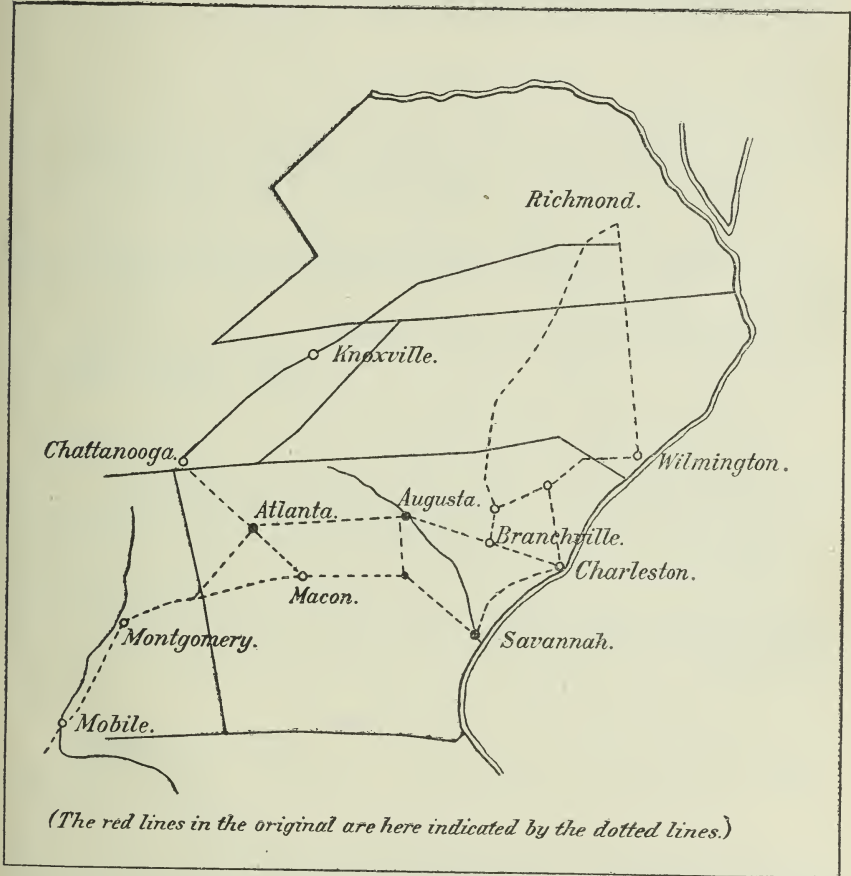 Richmond.
Knoxville.
Chattanooga.
Wilmington.
Atlanta.
Augusta.
Branchville.
Charleston.
Macon.
Montgomery.
Savannah.
Mobile.
(The red lines in the original are here indicated by the dotted lines.)